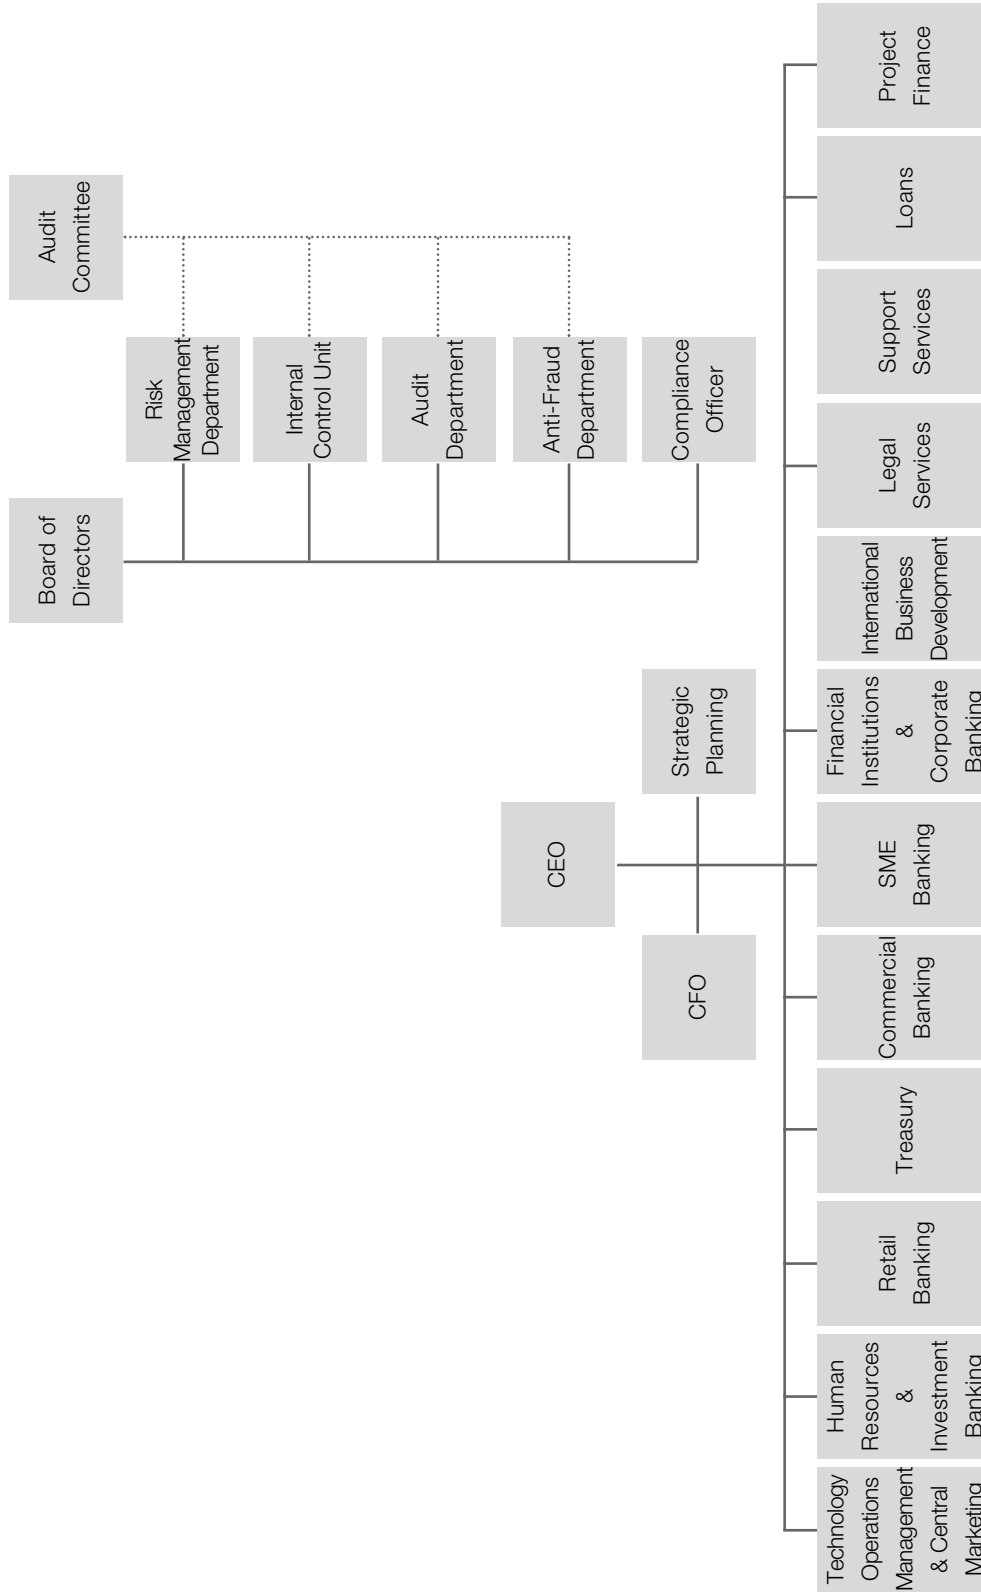 Board of
Directors
Audit
Committee
Risk
Management
Department
Internal
Control Unit
Audit
Department
Anti-Fraud
Department
Compliance
Officer
CEO
CFO
Strategic
Planning
Technology
Operations
Management
& Central
Marketing
Human
Resources
&
Investment
Banking
Retail
Banking
Treasury
Commercial
Banking
SME
Banking
Financial
Institutions
&
Corporate
Banking
International
Business
Development
Legal
Services
Support
Services
Loans
Project
Finance